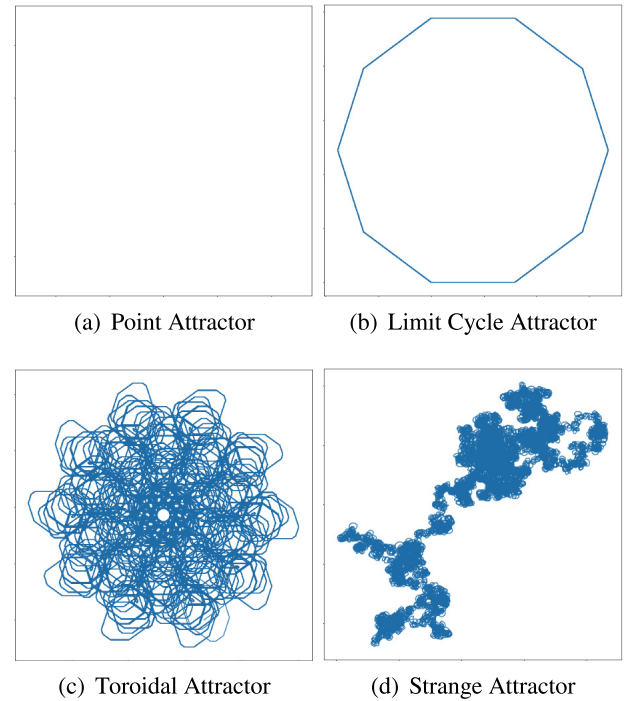 (a) Point Attractor
(b) Limit Cycle Attractor
(c) Toroidal Attractor
(d) Strange Attractor